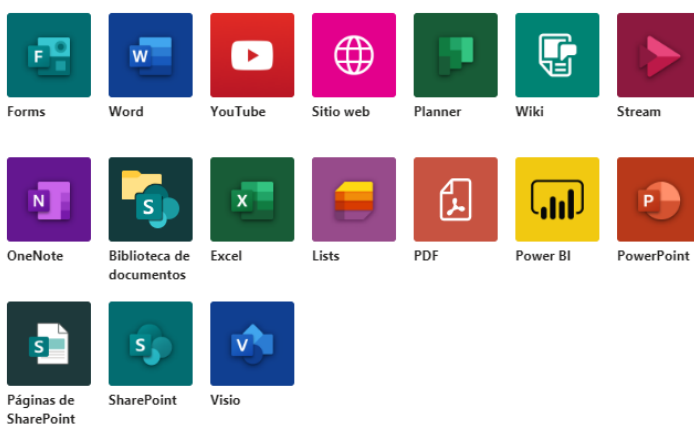 F
W
Forms
Word
YouTube
Sitio web
Planner
Wiki
Stream
N
S
X
P
OneNote
Biblioteca de
documentos
Excel
Lists
PDF
Power BI
PowerPoint
S
S
V
Páginas de
SharePoint
SharePoint
Visio